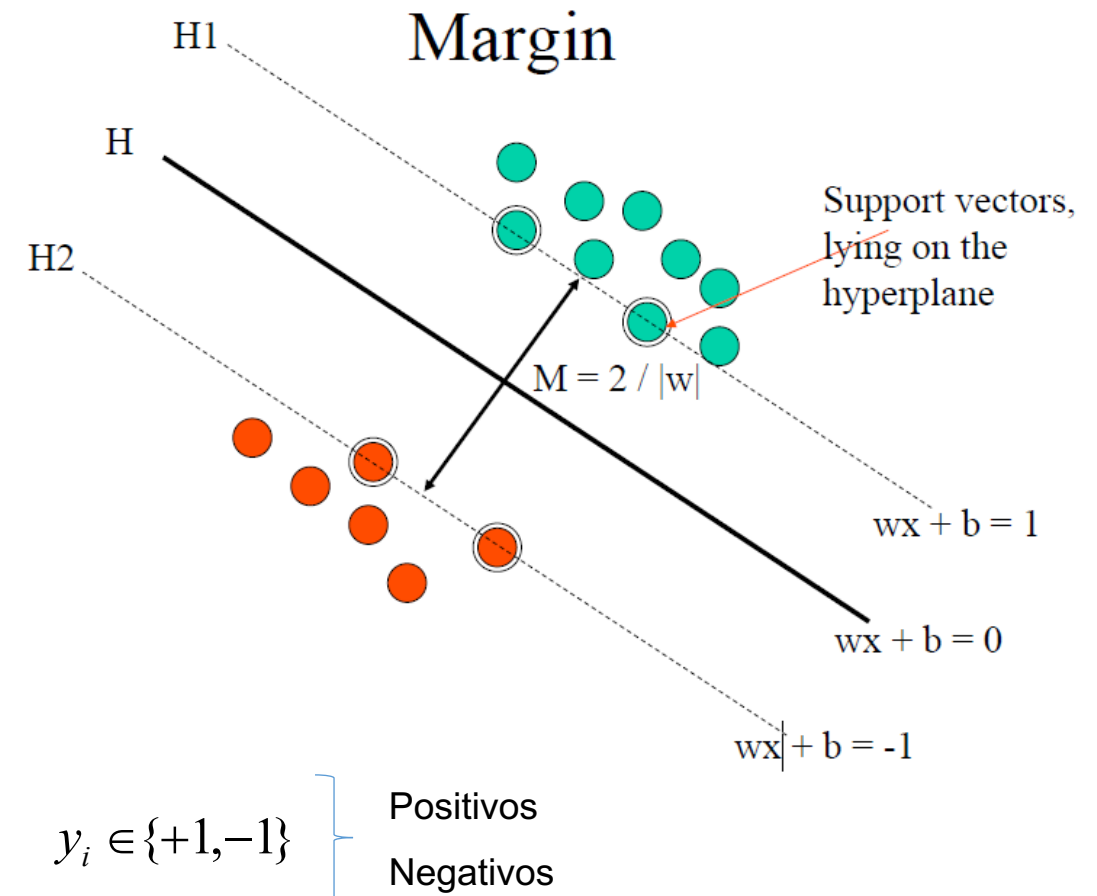 Margin
H1
H
H2
Support vectors,
lying on the
hyperplane
M = 2 / |w|
wx + b = 1
wx + b = 0
wx + b = -1
y_i ∈{+1,−1}
Positivos
Negativos